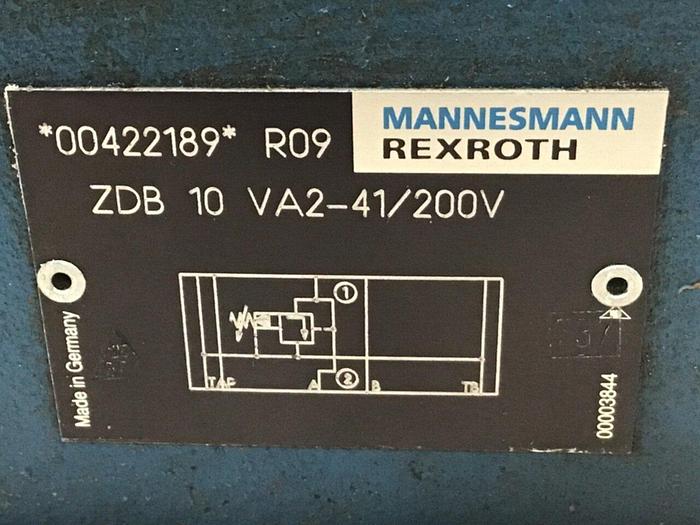 *00422189* R09
MANNESMANN
REXROTH
ZDB 10 VA2-41/200V
1
2
TA P
A
B
TB
Made in Germany
00003844